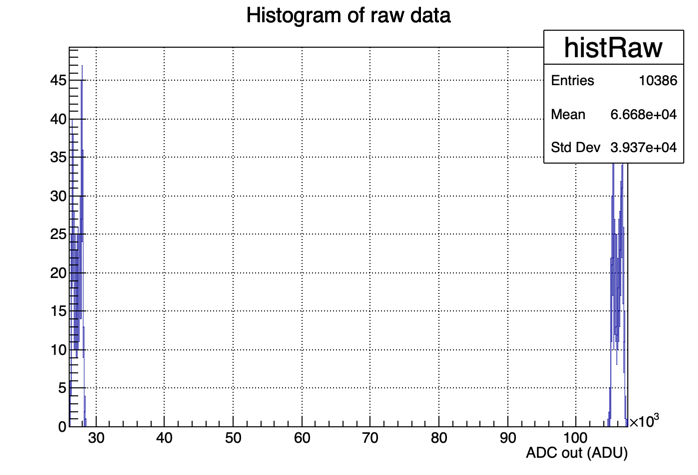 Histogram of raw data
histRaw
Entries 10386
Mean 6.668e+04
Std Dev 3.937e+04
45
40
35
30
25
20
15
10
5
0
30 40 50 60 70 80 90 100
×10³
ADC out (ADU)